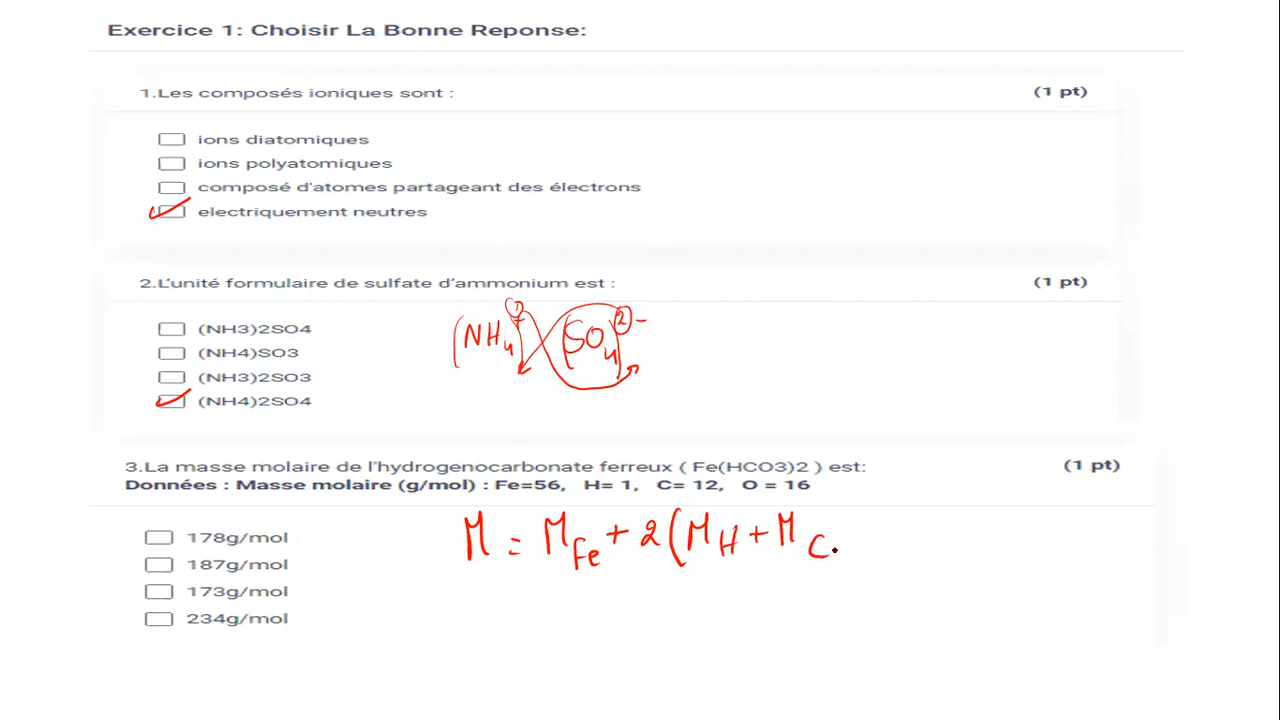 Exercice 1: Choisir La Bonne Reponse:
1.Les composés ioniques sont : (1 pt)
ions diatomiques
ions polyatomiques
composé d'atomes partageant des électrons
electriquement neutres
2.L'unité formulaire de sulfate d'ammonium est : (1 pt)
(NH3)2SO4
(NH4)SO3
(NH3)2SO3
(NH4)2SO4
(NH4)1+ (SO4)2-
3.La masse molaire de l'hydrogenocarbonate ferreux ( Fe(HCO3)2 ) est: (1 pt)
Données : Masse molaire (g/mol) : Fe=56, H= 1, C= 12, O = 16
178g/mol
187g/mol
173g/mol
234g/mol
M = MFe + 2(MH + MC